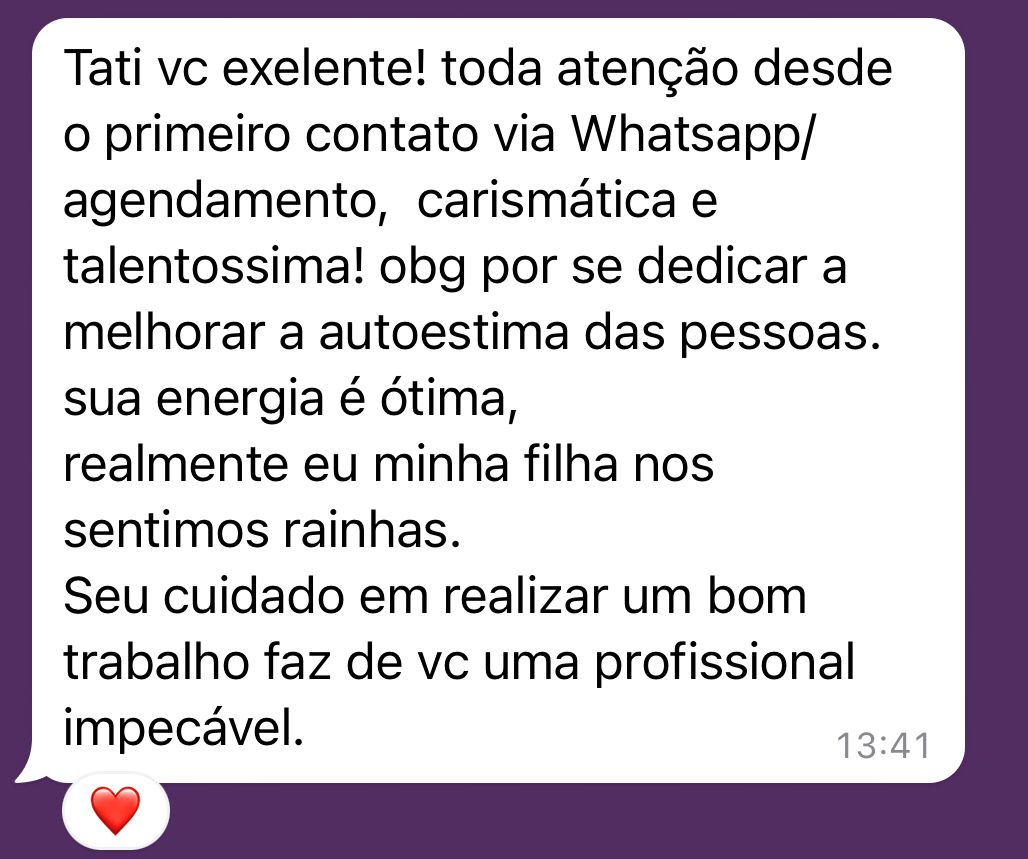 Tati vc exelente! toda atenção desde
o primeiro contato via Whatsapp/
agendamento,  carismática e
talentossima! obg por se dedicar a
melhorar a autoestima das pessoas.
sua energia é ótima,
realmente eu minha filha nos
sentimos rainhas.
Seu cuidado em realizar um bom
trabalho faz de vc uma profissional
impecável.
13:41